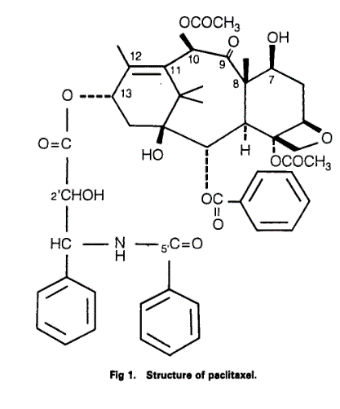 OCOCH₃
O
OH
12
10
9
11
8
7
13
O
O
O=C
HO
H
OCOCH₃
2'CHOH
OC
O
HC
N
H
5'C=O
Fig 1. Structure of paclitaxel.